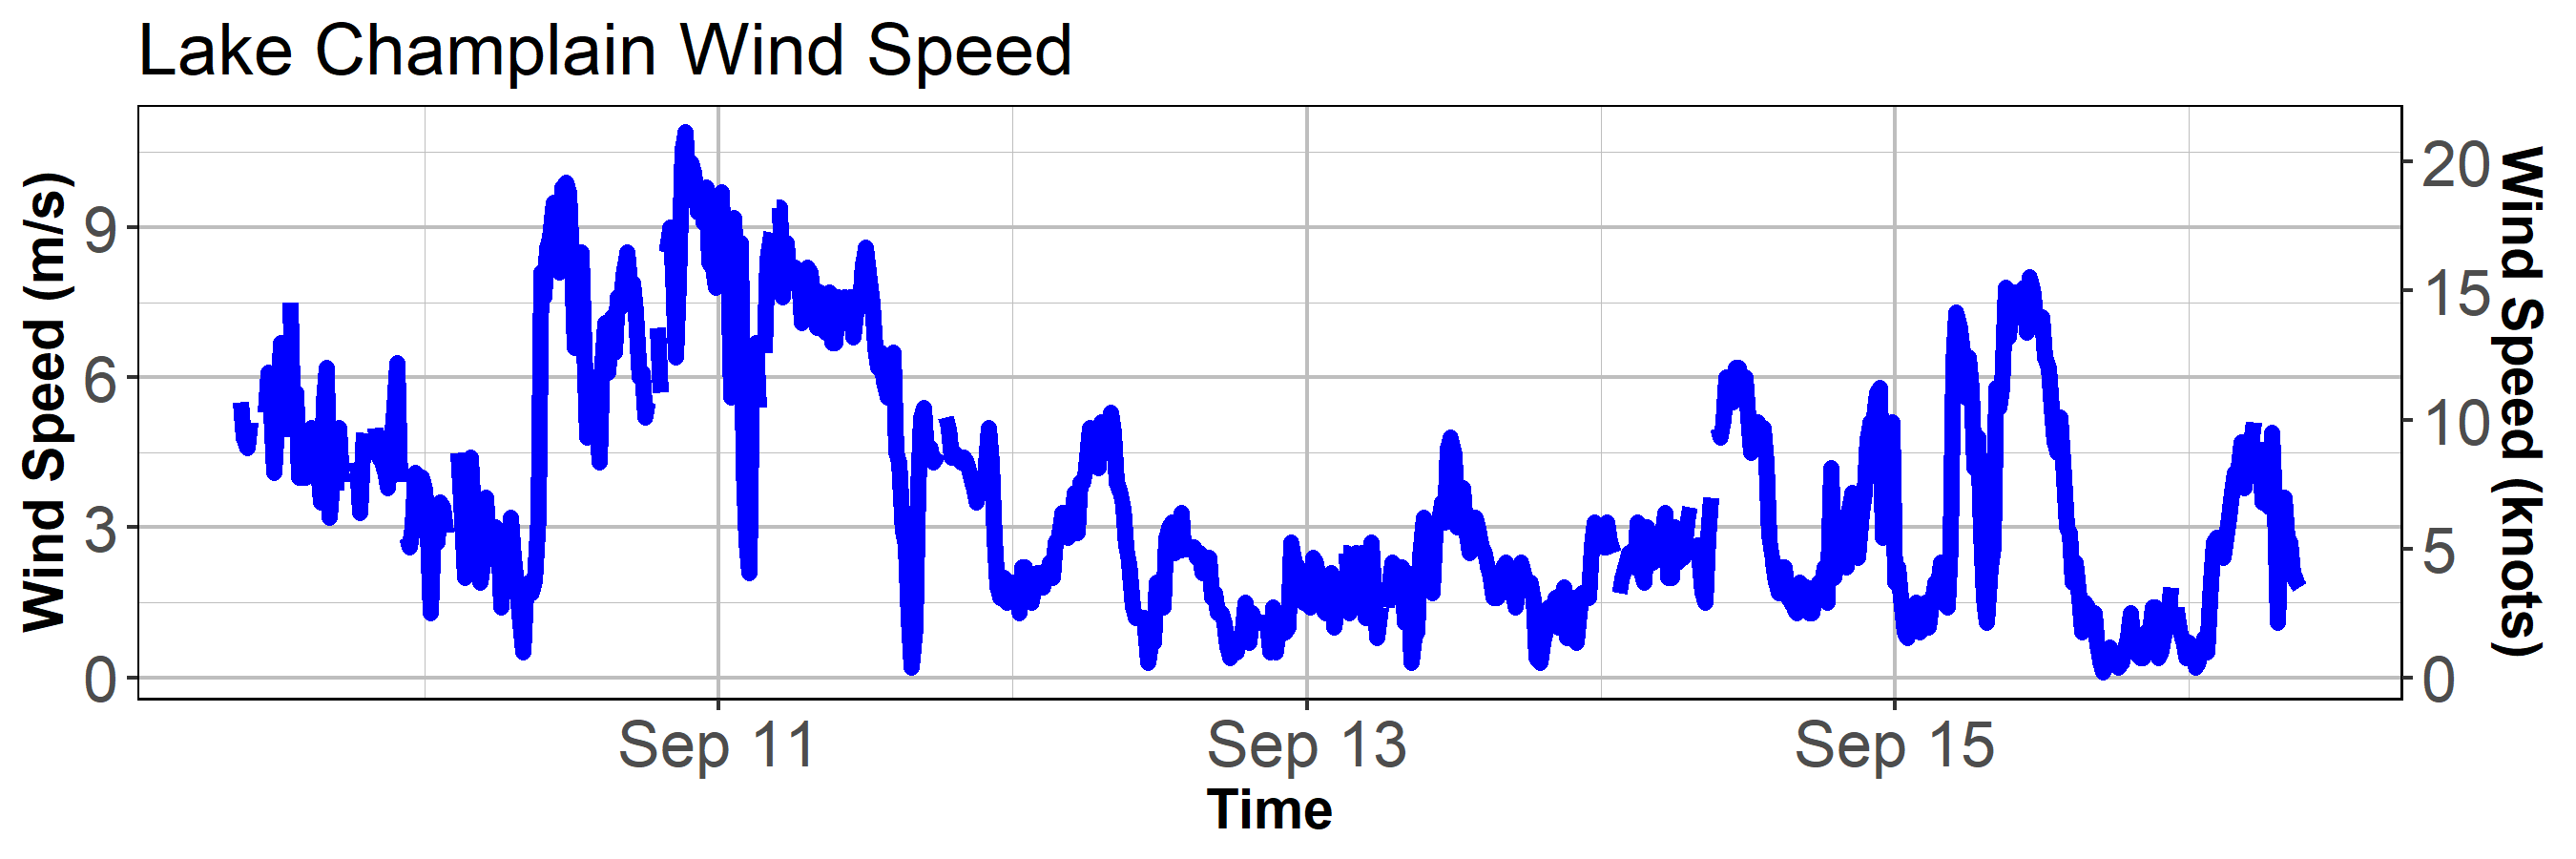 Lake Champlain Wind Speed
Wind Speed (m/s)
9
6
3
0
20
15
10
5
0
Wind Speed (knots)
Sep 11
Sep 13
Sep 15
Time